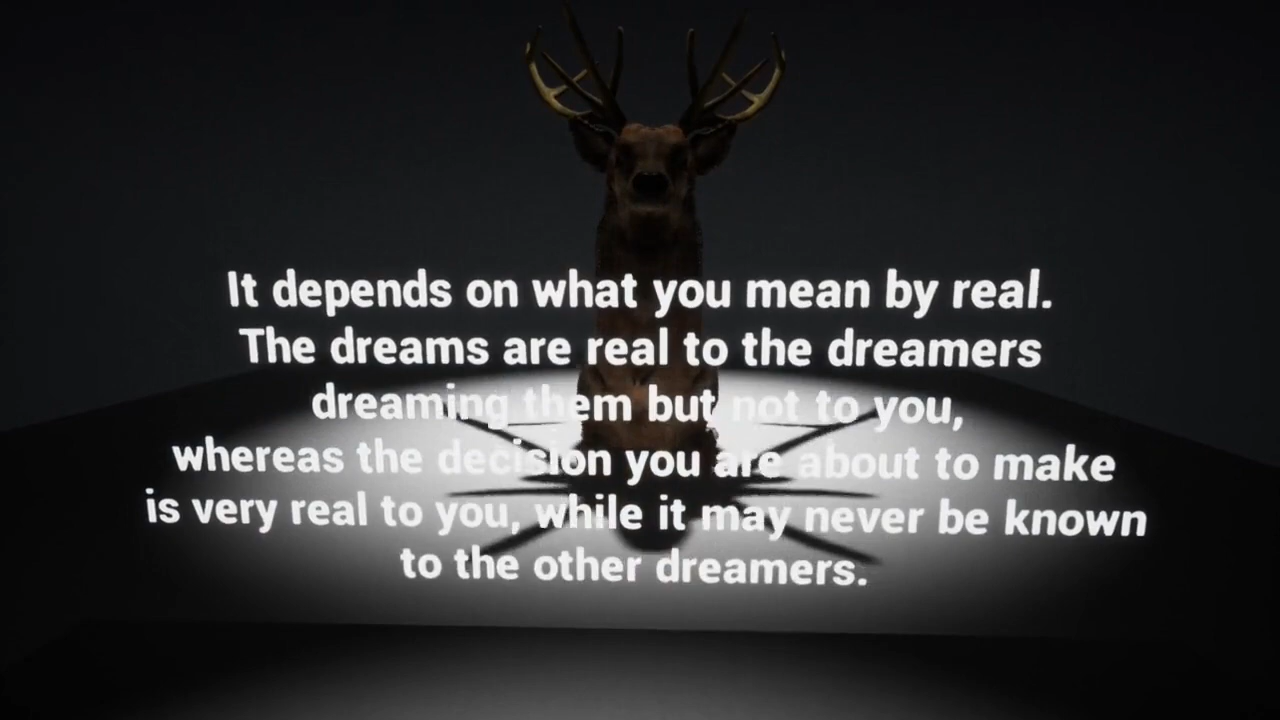 It depends on what you mean by real.
The dreams are real to the dreamers
dreaming them but not to you,
whereas the decision you are about to make
is very real to you, while it may never be known
to the other dreamers.